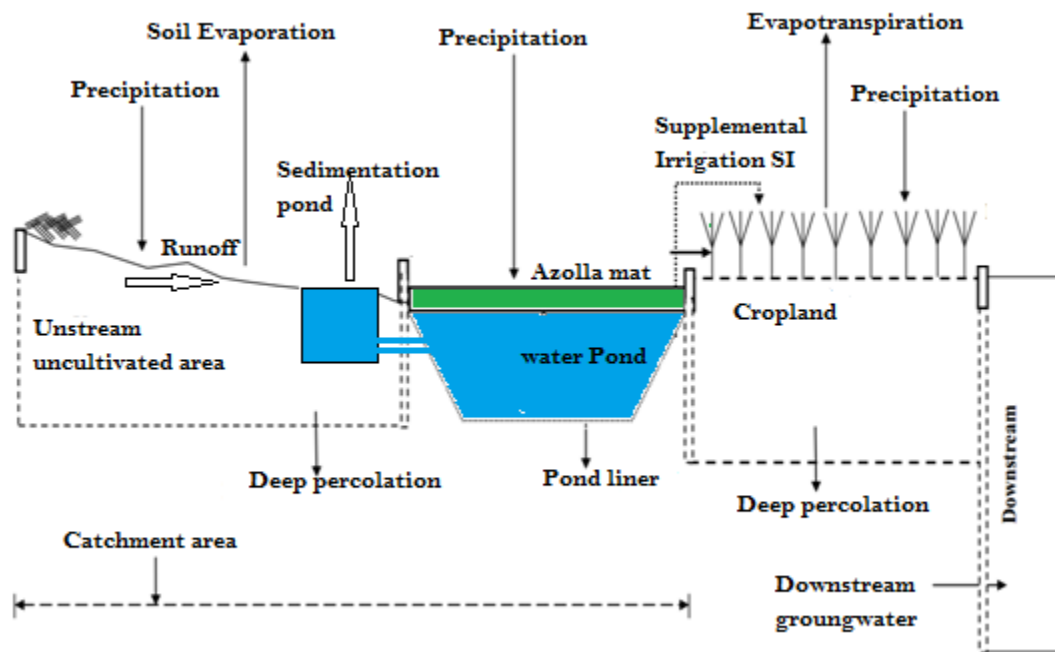 Soil Evaporation
Precipitation
Evapotranspiration
Precipitation
Precipitation
Supplemental
Irrigation SI
Sedimentation
pond
Runoff
Azolla mat
Unstream
uncultivated area
Cropland
water Pond
Deep percolation
Pond liner
Deep percolation
Downstream
Catchment area
Downstream
groungwater